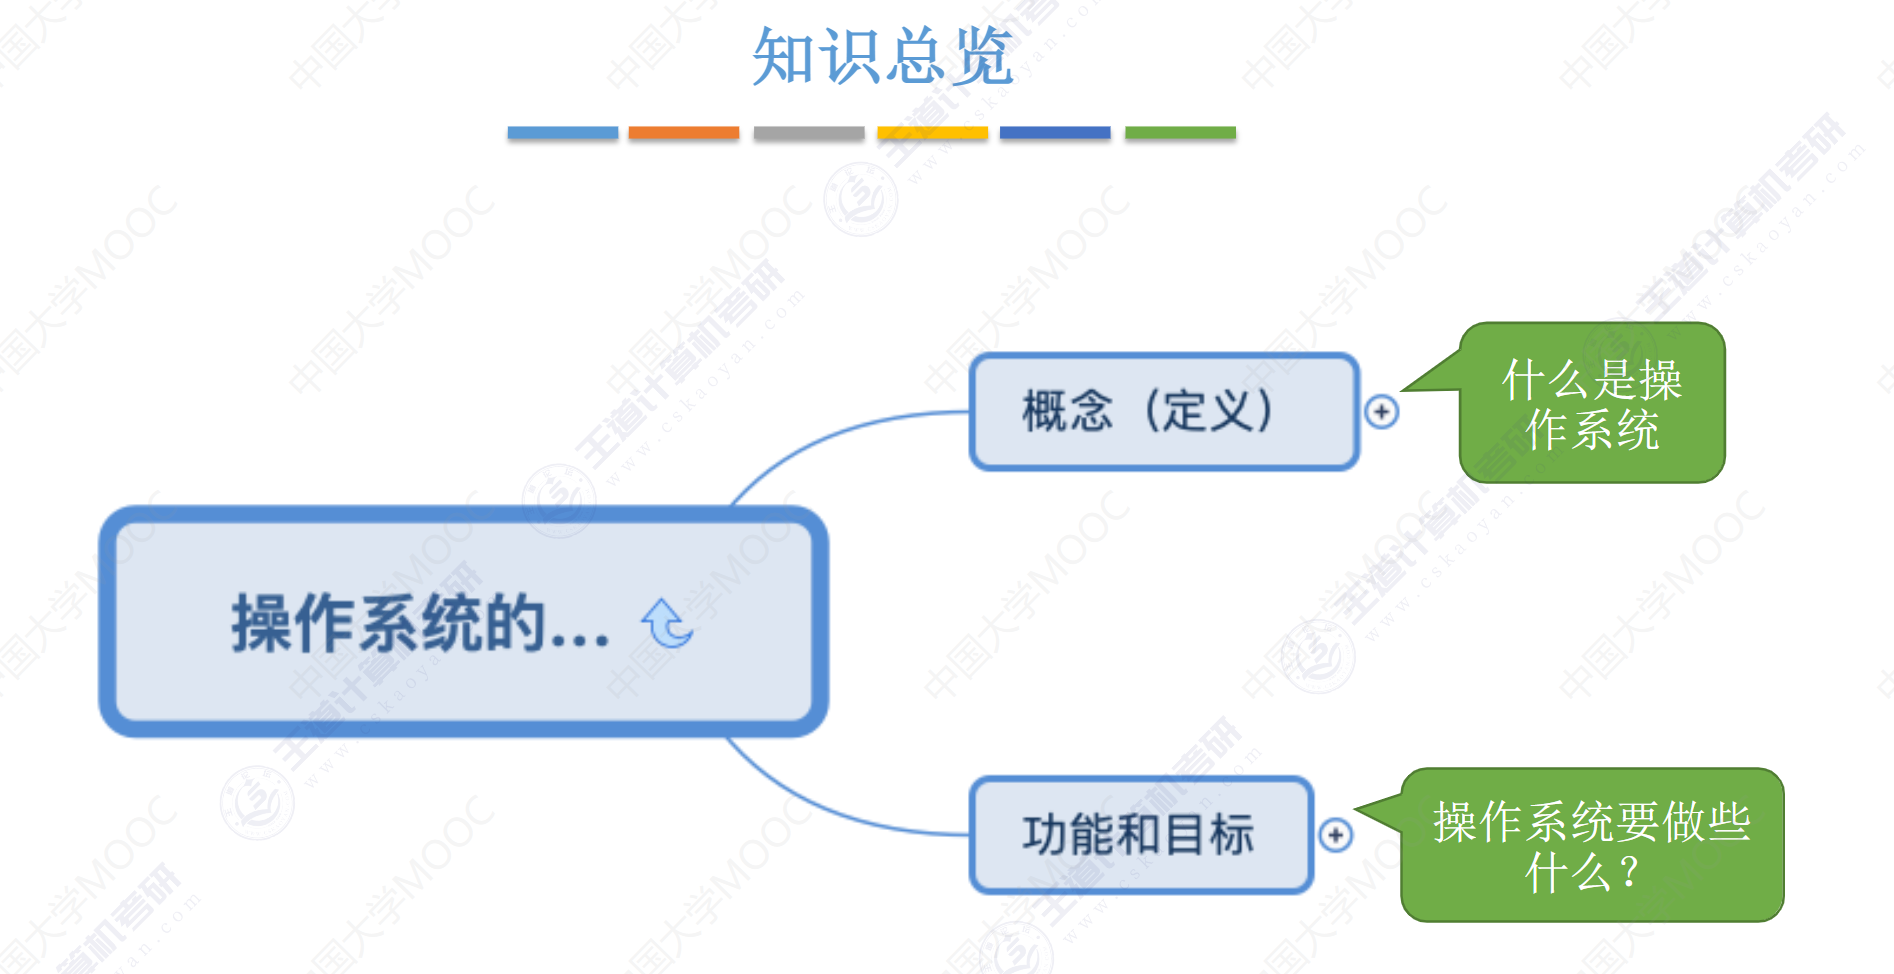 知识总览
概念（定义）
什么是操
作系统
操作系统的...
功能和目标
操作系统要做些
什么？
中国大学MOOC
王道计算机考研
www.cskaoyan.com